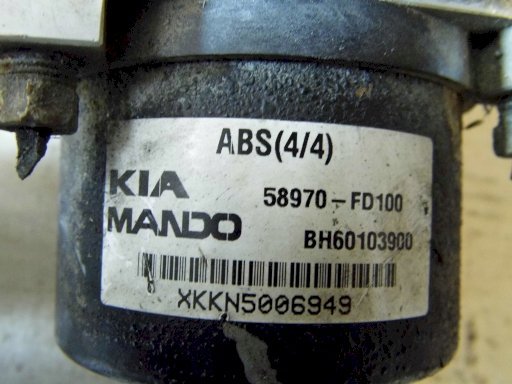 ABS(4/4)
KIA 58970-FD100
MANDO BH60103900
XKKN5006949